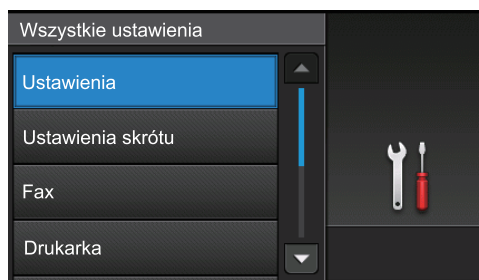 Wszystkie ustawienia
Ustawienia
Ustawienia skrótu
Fax
Drukarka